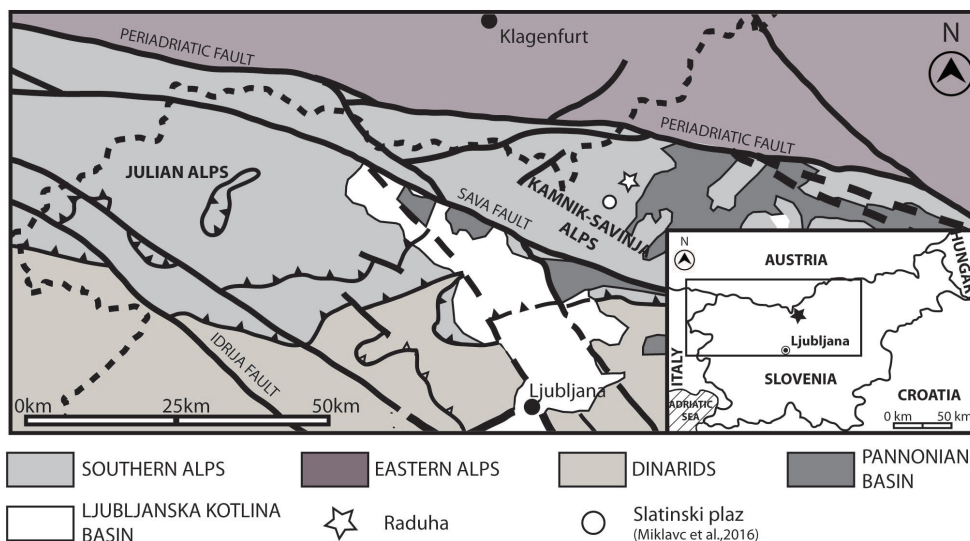 Klagenfurt
N
PERIADRIATIC FAULT
PERIADRIATIC FAULT
JULIAN ALPS
SAVA FAULT
KAMNIK-SAVINJA
ALPS
IDRIJA FAULT
Ljubljana
0km
25km
50km
N
AUSTRIA
HUNGAR
Ljubljana
ITALY
SLOVENIA
CROATIA
ADRIATIC
SEA
0 km
50 km
SOUTHERN ALPS
EASTERN ALPS
DINARIDS
PANNONIAN
BASIN
LJUBLJANSKA KOTLINA
BASIN
Raduha
Slatinski plaz
(Miklavc et al.,2016)